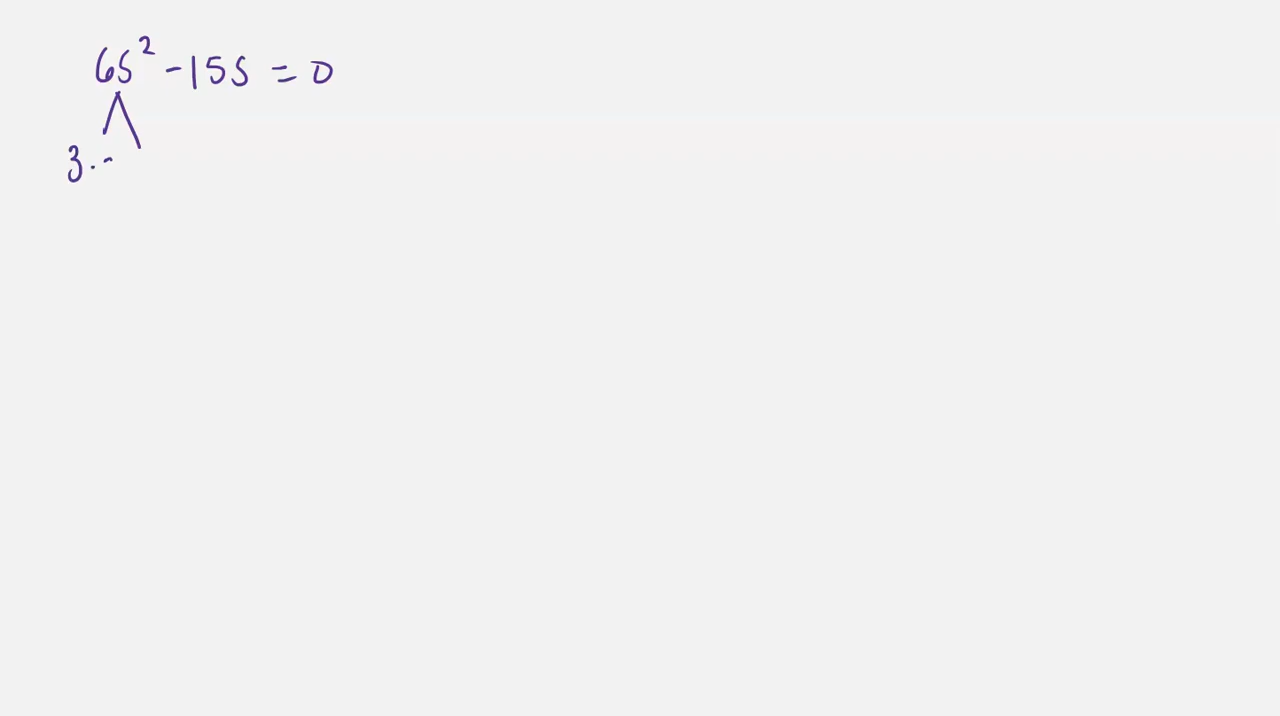 6s² - 15s = 0
3 ·